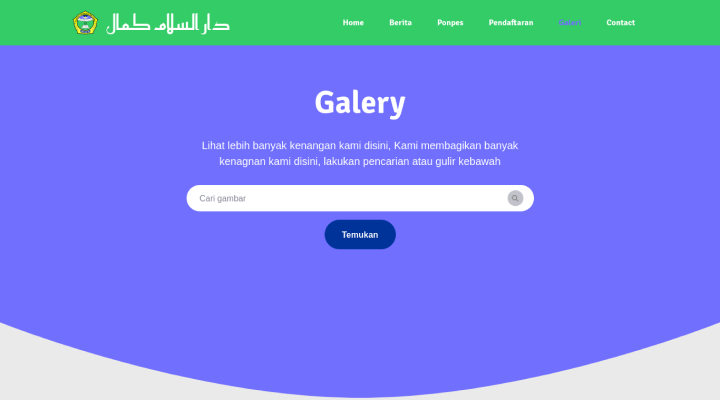 دار السلام كمال
Home
Berita
Ponpes
Pendaftaran
Galery
Contact
Galery
Lihat lebih banyak kenangan kami disini, Kami membagikan banyak
kenagnan kami disini, lakukan pencarian atau gulir kebawah
Cari gambar
Temukan